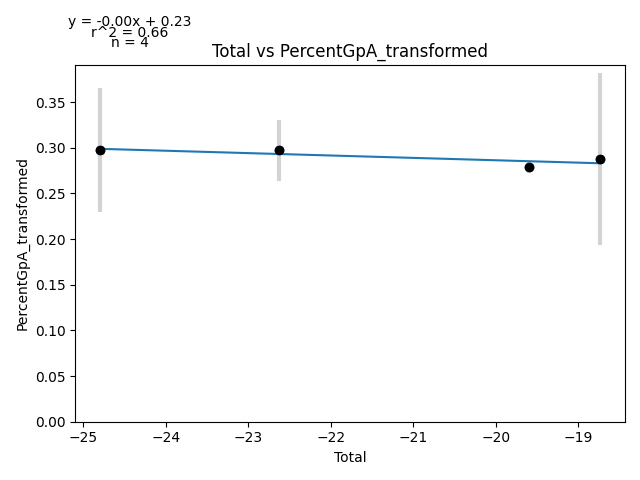 y = -0.00x + 0.23
r^2 = 0.66
n = 4
Total vs PercentGpA_transformed
PercentGpA_transformed
0.35
0.30
0.25
0.20
0.15
0.10
0.05
0.00
−25 −24 −23 −22 −21 −20 −19
Total